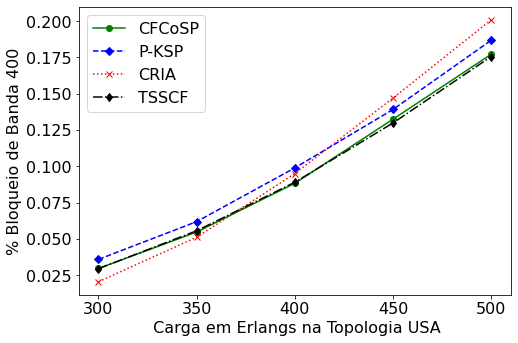 CFCoSP
P-KSP
CRIA
TSSCF
% Bloqueio de Banda 400
0.200
0.175
0.150
0.125
0.100
0.075
0.050
0.025
300 350 400 450 500
Carga em Erlangs na Topologia USA